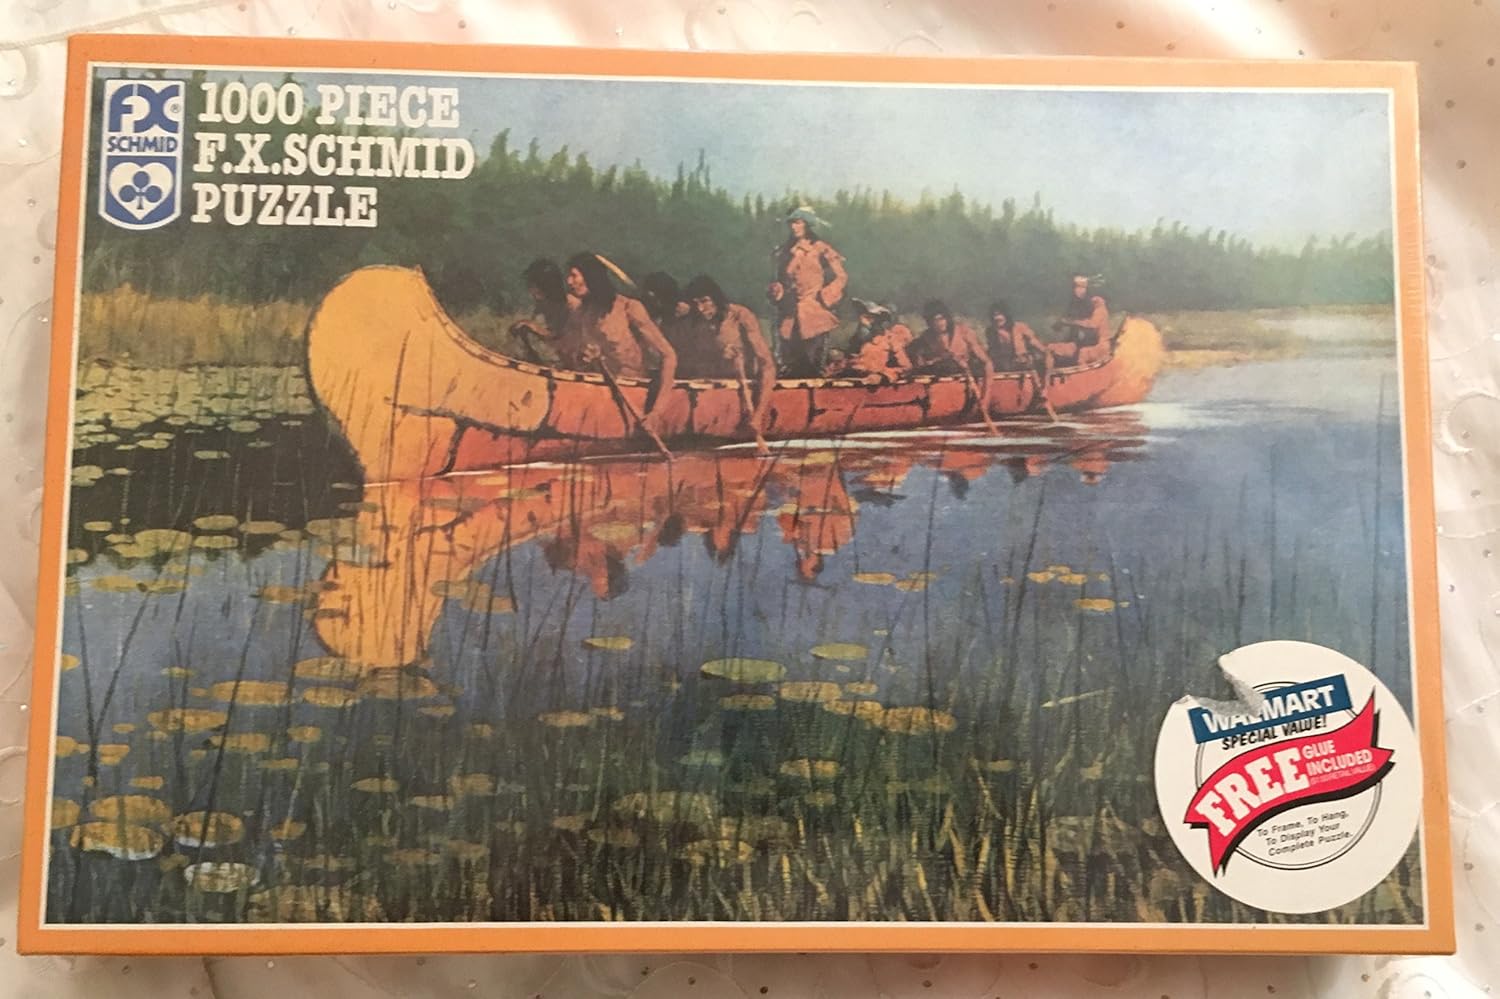 FX®
SCHMID
1000 PIECE
F.X.SCHMID
PUZZLE
WALMART
SPECIAL VALUE!
FREE
GLUE
INCLUDED
To Frame, To Hang,
To Display Your
Complete Puzzle.